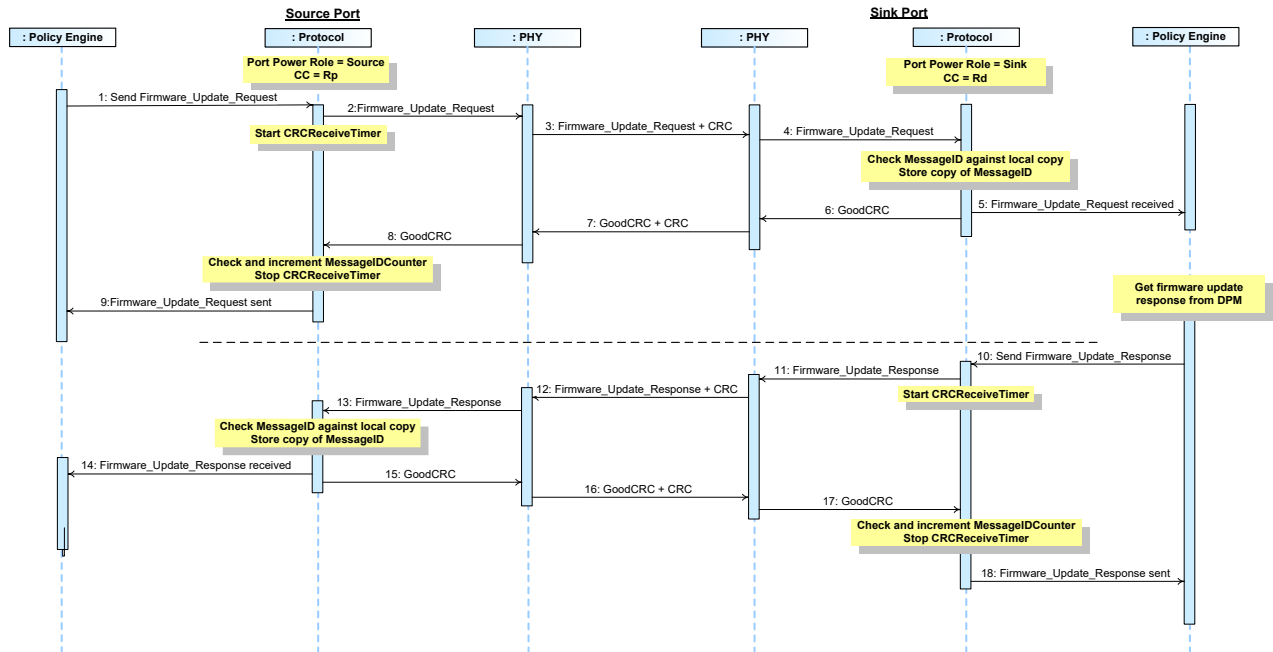 Source Port
Sink Port
: Policy Engine
: Protocol
: PHY
: PHY
: Protocol
: Policy Engine
Port Power Role = Source
CC = Rp
Port Power Role = Sink
CC = Rd
1: Send Firmware_Update_Request
2:Firmware_Update_Request
Start CRCReceiveTimer
3: Firmware_Update_Request + CRC
4: Firmware_Update_Request
Check MessageID against local copy
Store copy of MessageID
5: Firmware_Update_Request received
6: GoodCRC
7: GoodCRC + CRC
8: GoodCRC
Check and increment MessageIDCounter
Stop CRCReceiveTimer
9:Firmware_Update_Request sent
Get firmware update
response from DPM
10: Send Firmware_Update_Response
11: Firmware_Update_Response
Start CRCReceiveTimer
12: Firmware_Update_Response + CRC
13: Firmware_Update_Response
Check MessageID against local copy
Store copy of MessageID
14: Firmware_Update_Response received
15: GoodCRC
16: GoodCRC + CRC
17: GoodCRC
Check and increment MessageIDCounter
Stop CRCReceiveTimer
18: Firmware_Update_Response sent